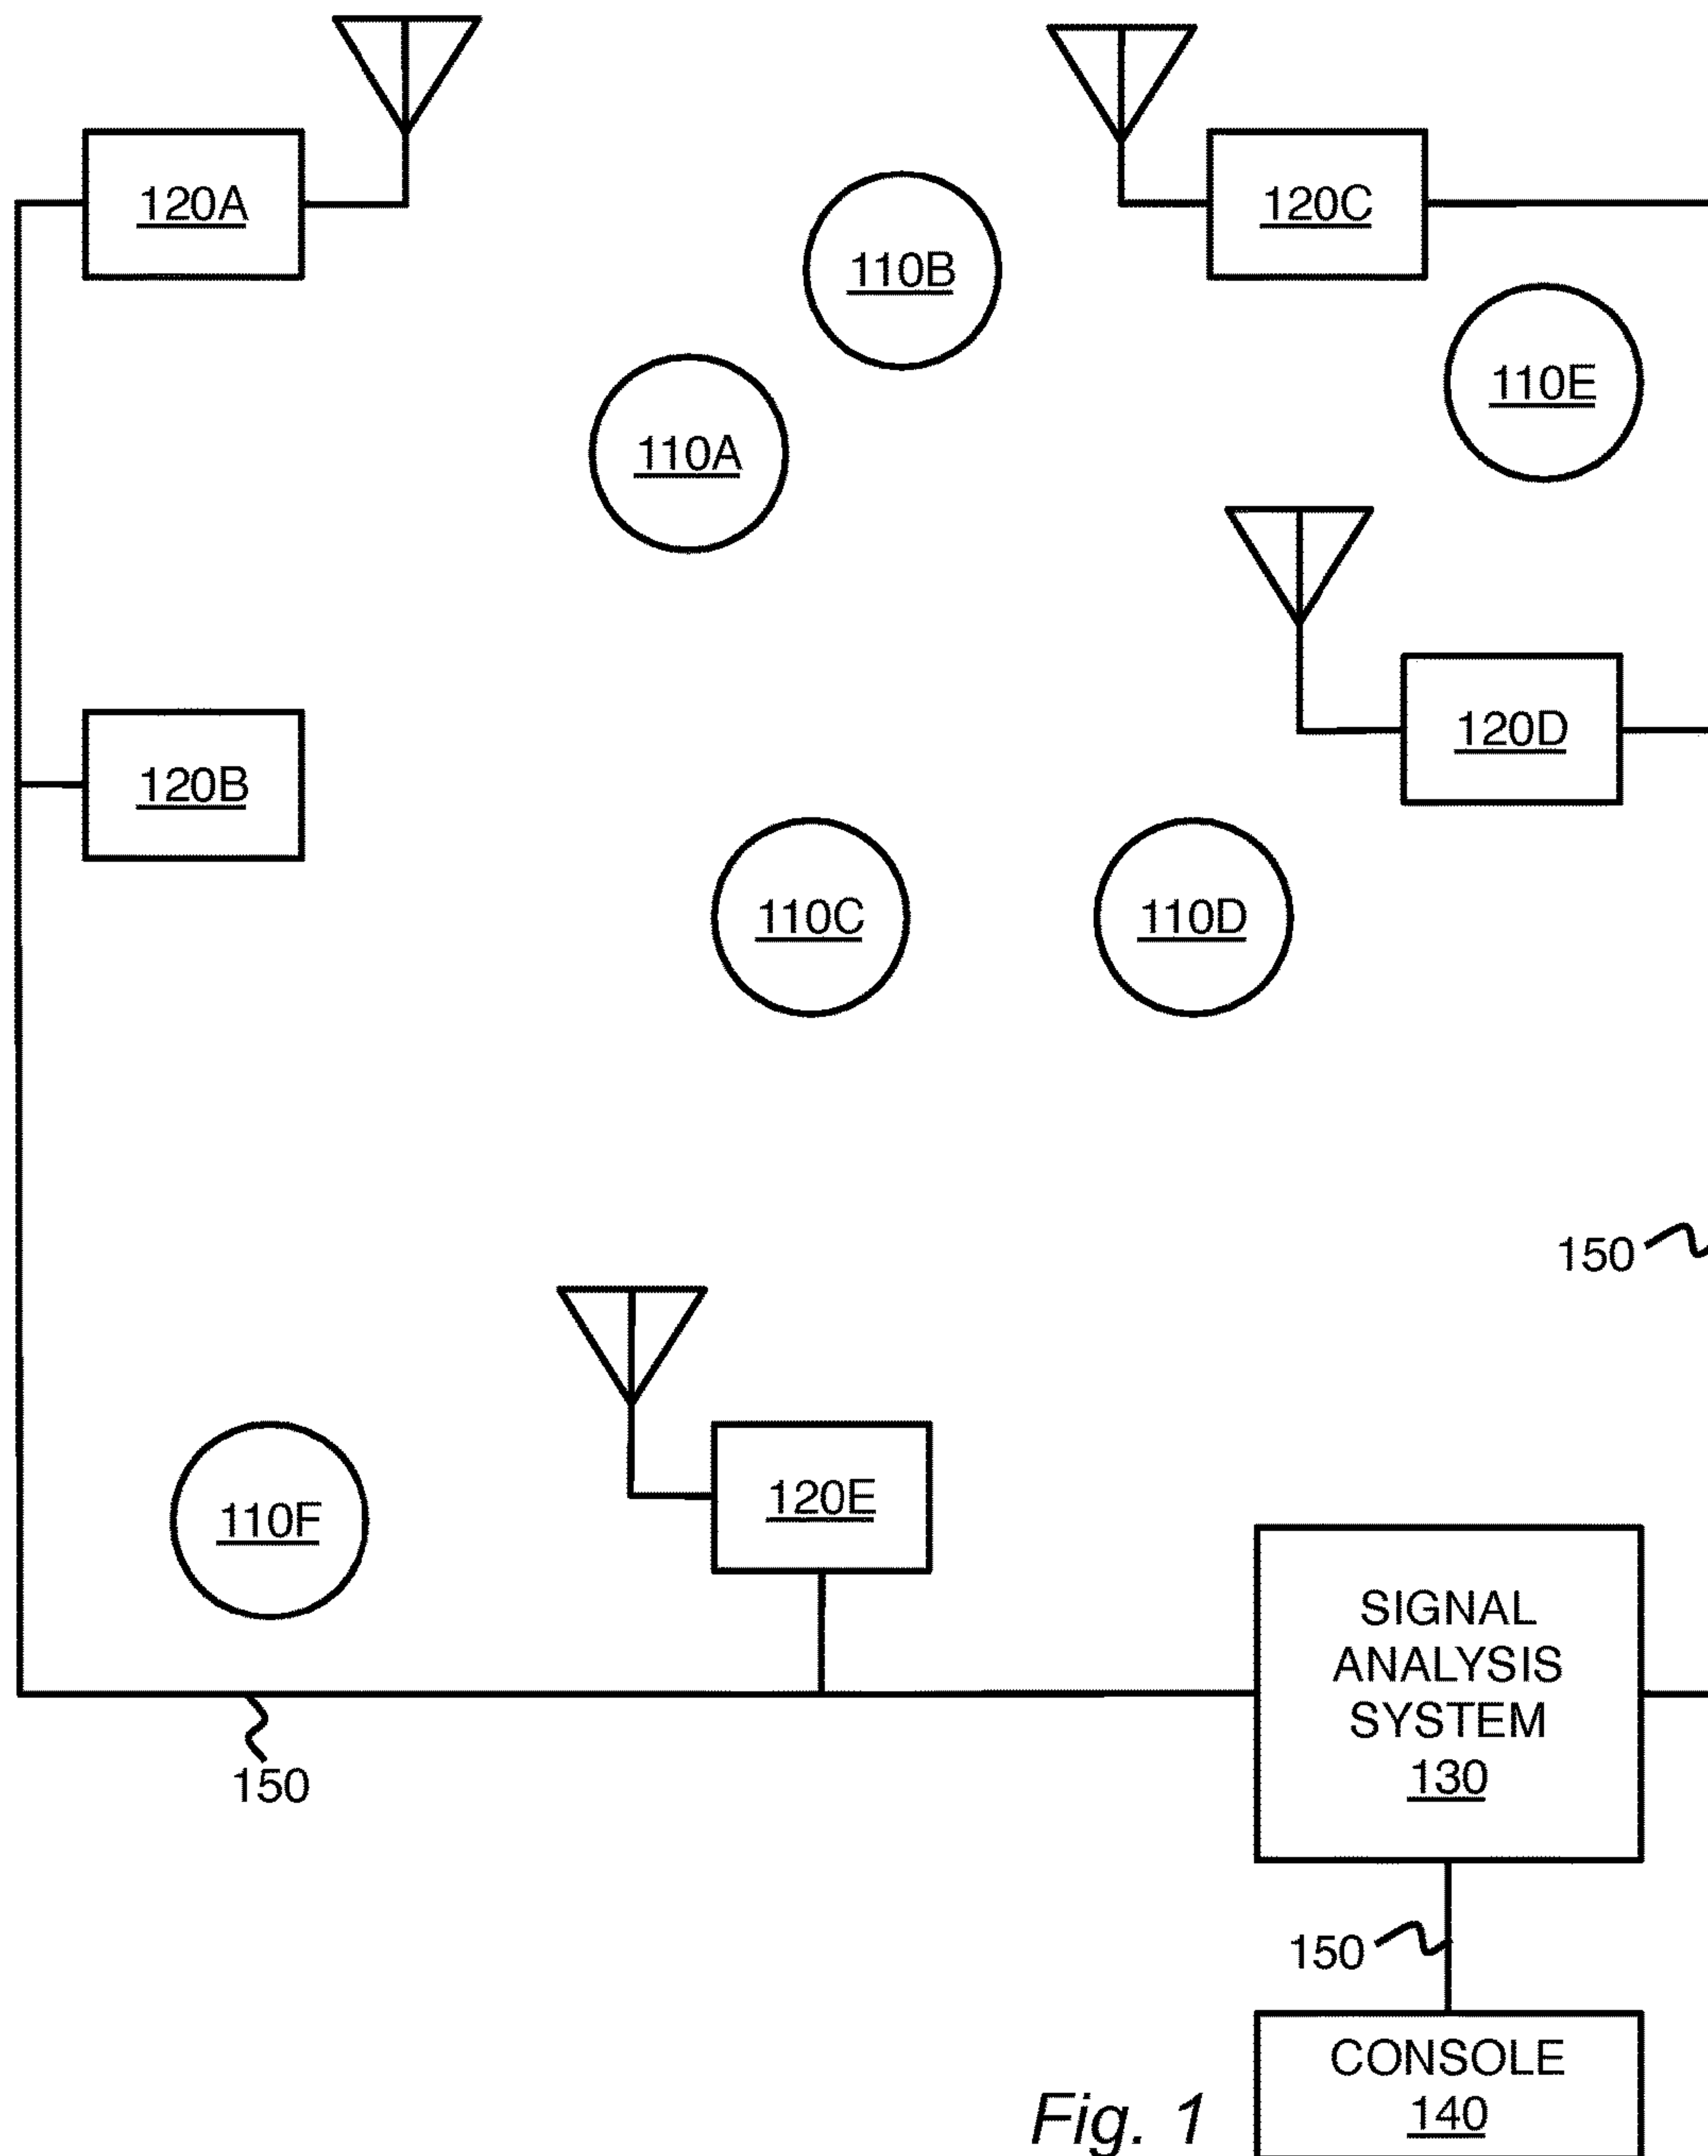 120A
120C
110B
110E
110A
120D
120B
110C
110D
150
120E
110F
SIGNAL
ANALYSIS
SYSTEM
130
150
150
CONSOLE
140
Fig. 1